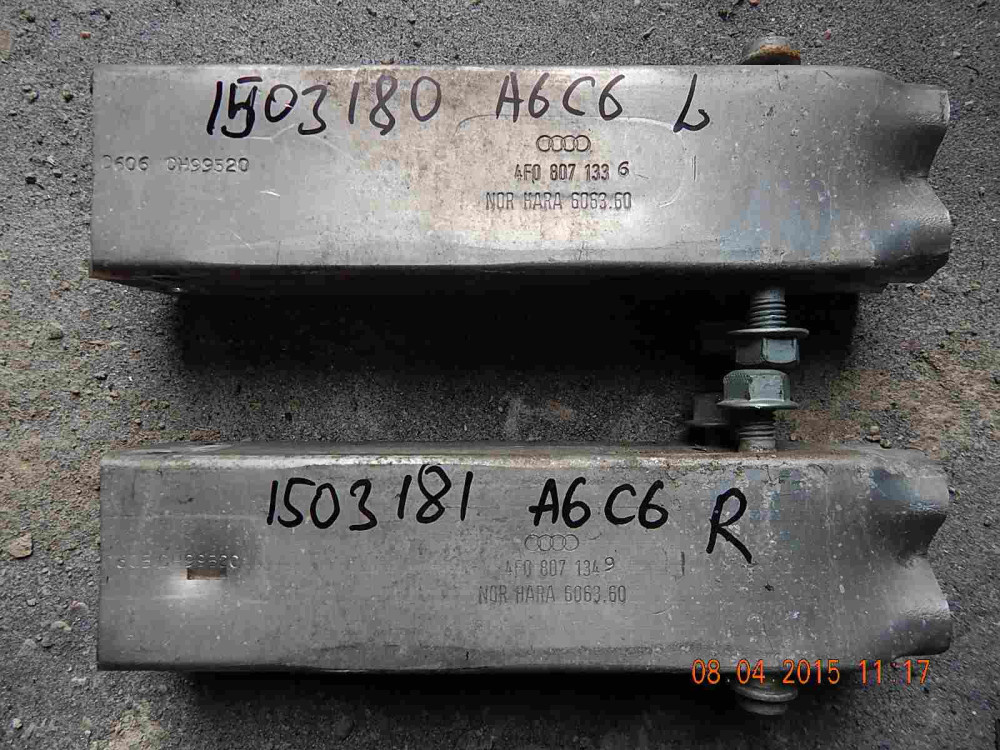 1503180 A6C6 L
0606 CH99520
4F0 807 133 6
NOR HARA 6063.60
1503181 A6C6 R
4F0 807 134 9
NOR HARA 6063.60
08.04.2015 11:17